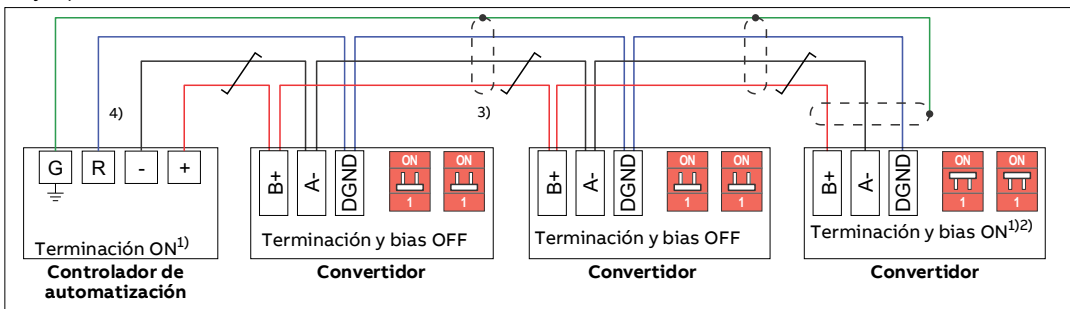 4)
3)
G
R
-
+
B+
A-
DGND
ON
1
ON
1
B+
A-
DGND
ON
1
ON
1
B+
A-
DGND
ON
1
ON
1
Terminación ON1)
Terminación y bias OFF
Terminación y bias OFF
Terminación y bias ON1)2)
Controlador de
automatización
Convertidor
Convertidor
Convertidor